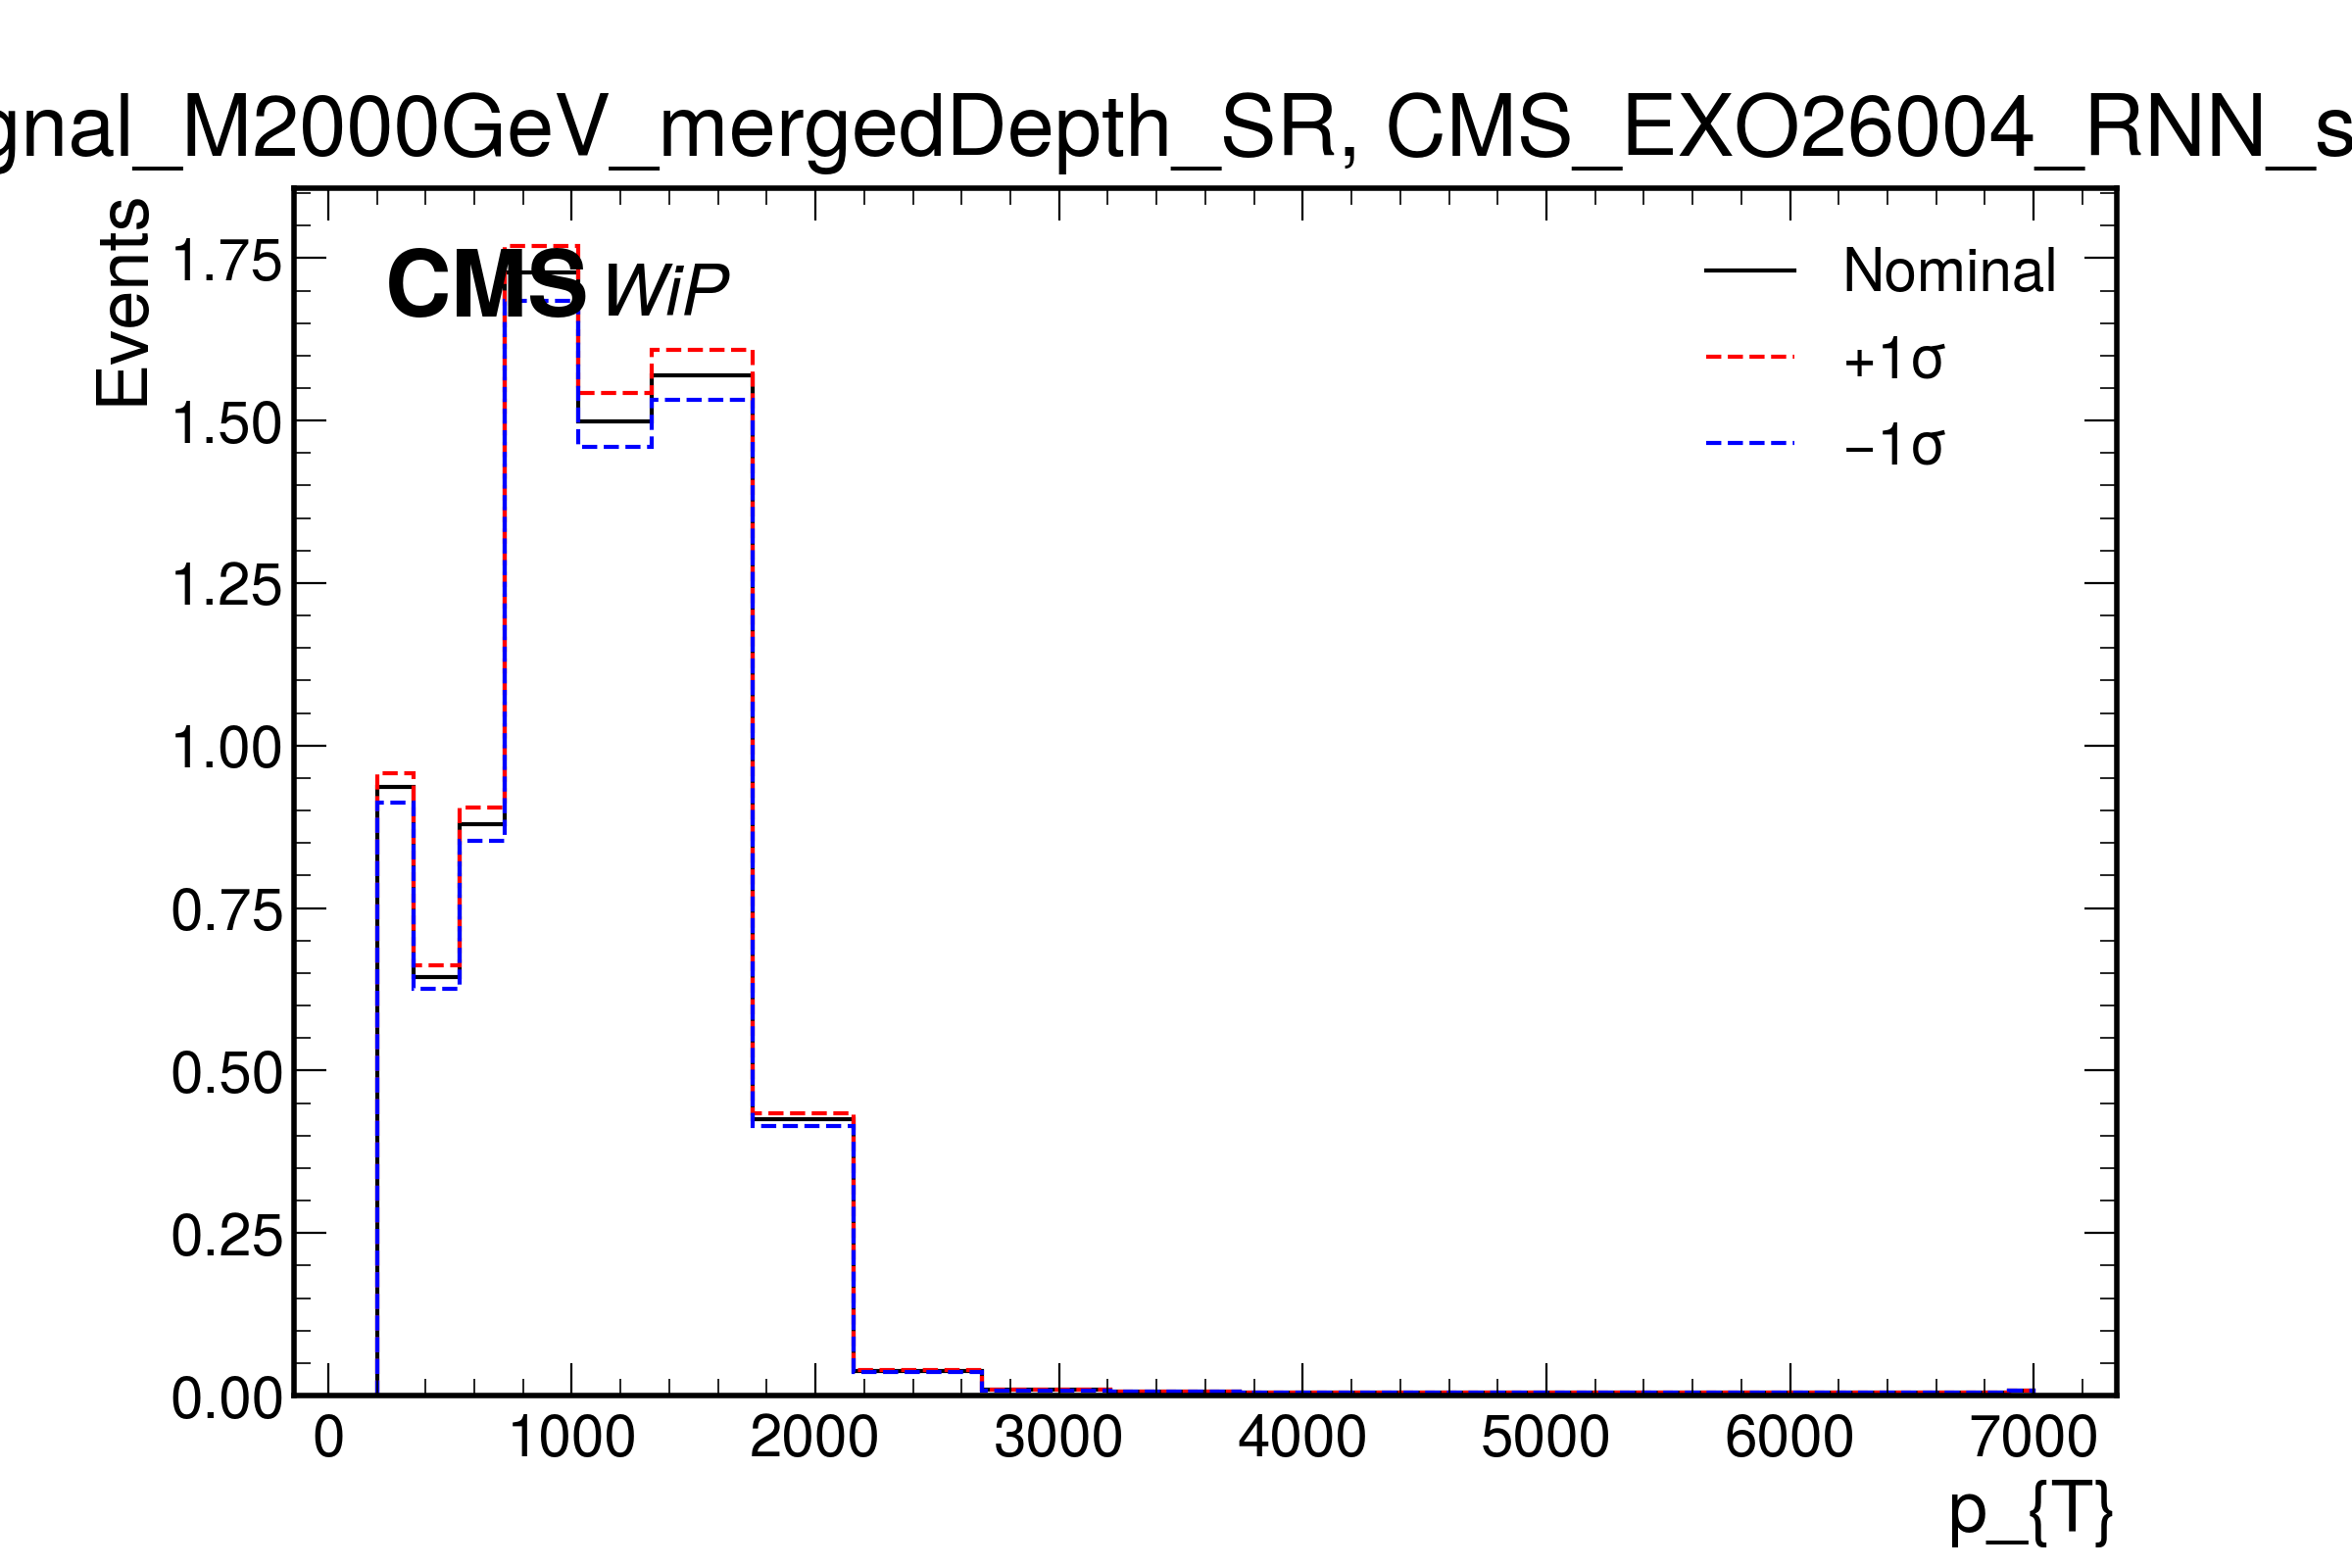 gnal_M2000GeV_mergedDepth_SR, CMS_EXO26004_RNN_s
Events
CMS WiP
Nominal
+1σ
−1σ
1.75
1.50
1.25
1.00
0.75
0.50
0.25
0.00
0 1000 2000 3000 4000 5000 6000 7000
p_{T}